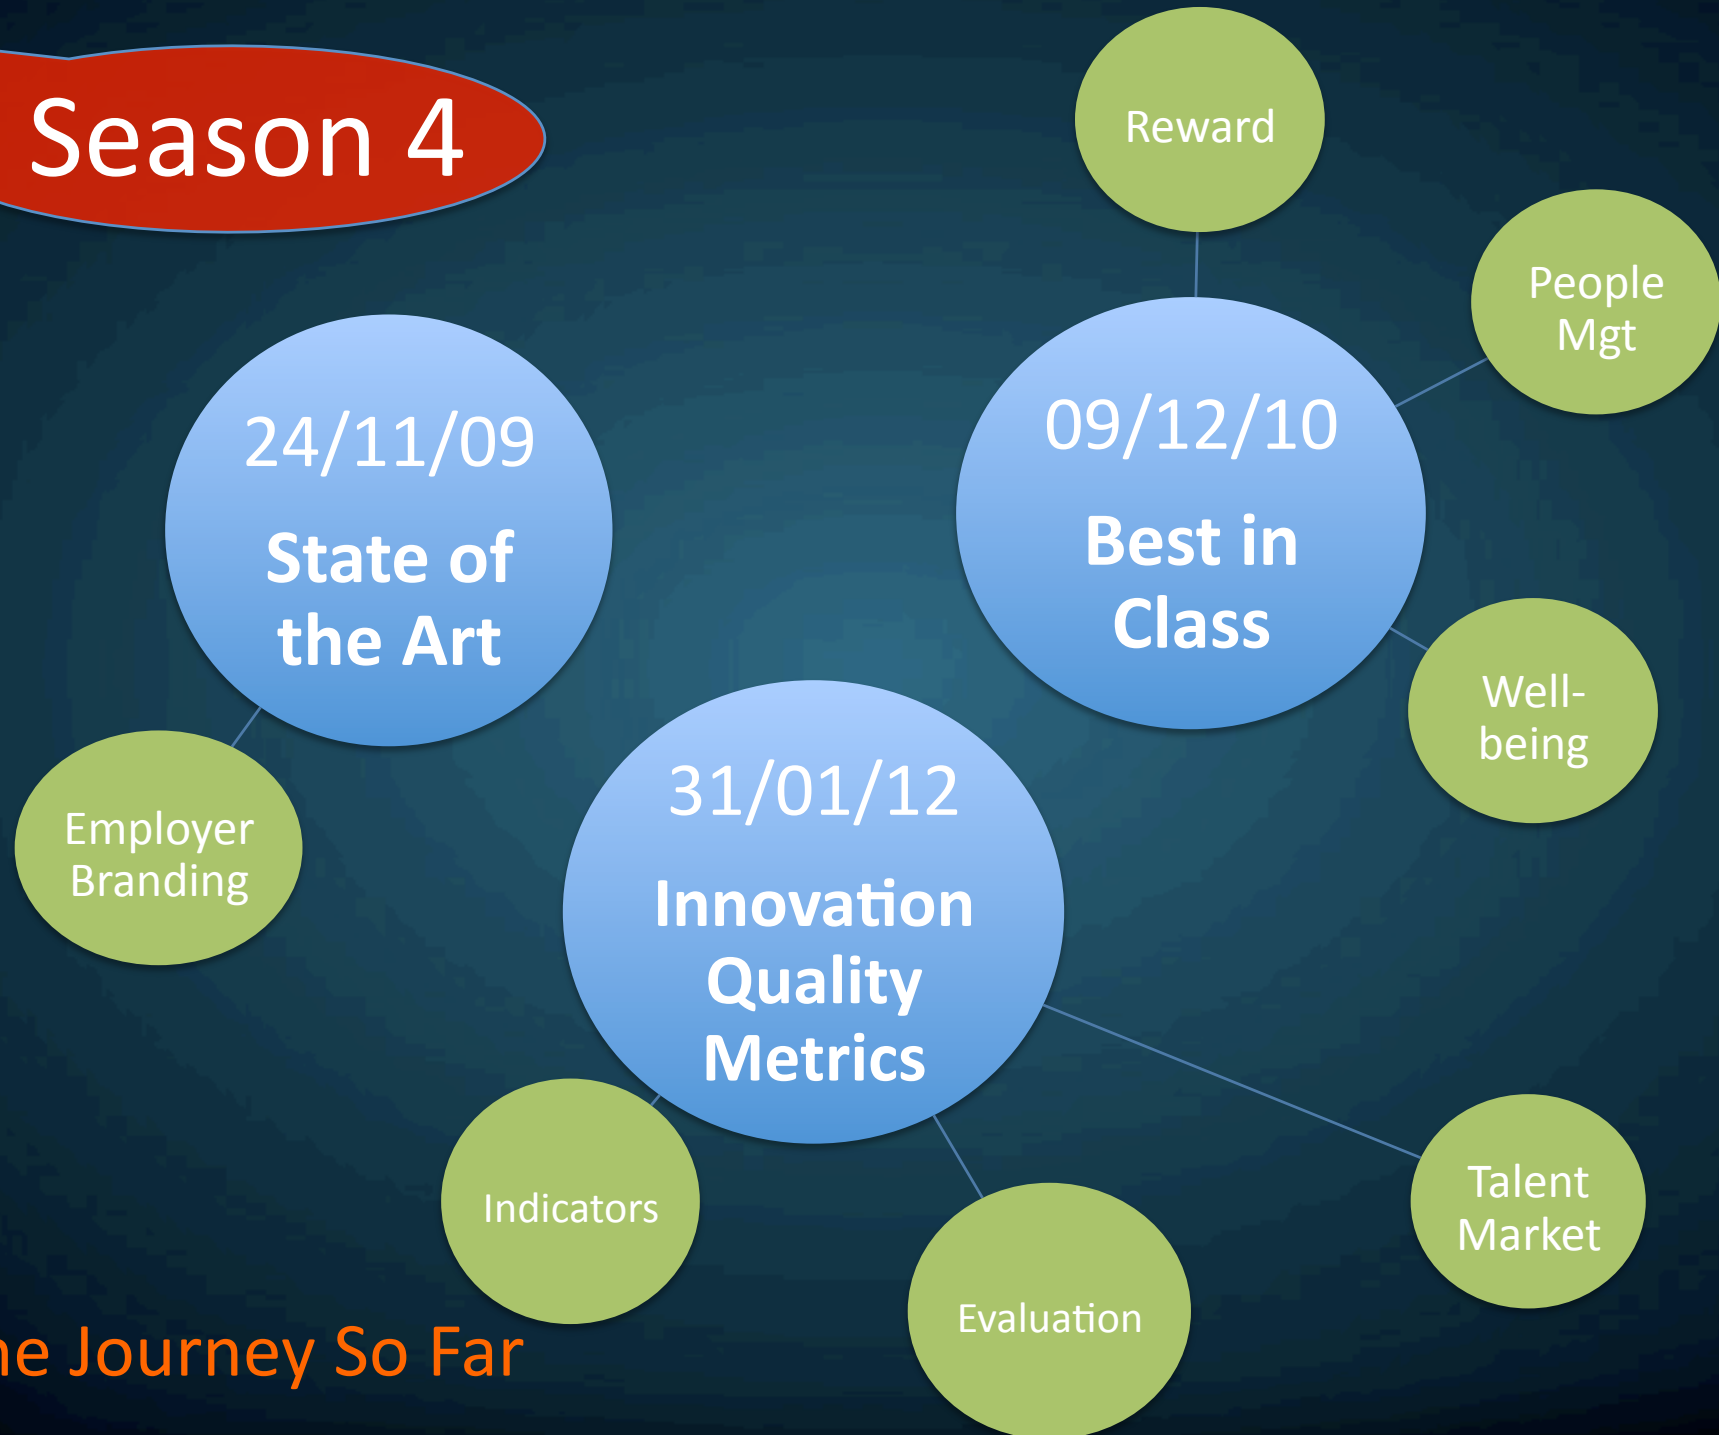 Season 4
Reward
People
Mgt
24/11/09
State of
the Art
09/12/10
Best in
Class
Well-
being
Employer
Branding
31/01/12
Innovation
Quality
Metrics
Indicators
Evaluation
Talent
Market
he Journey So Far